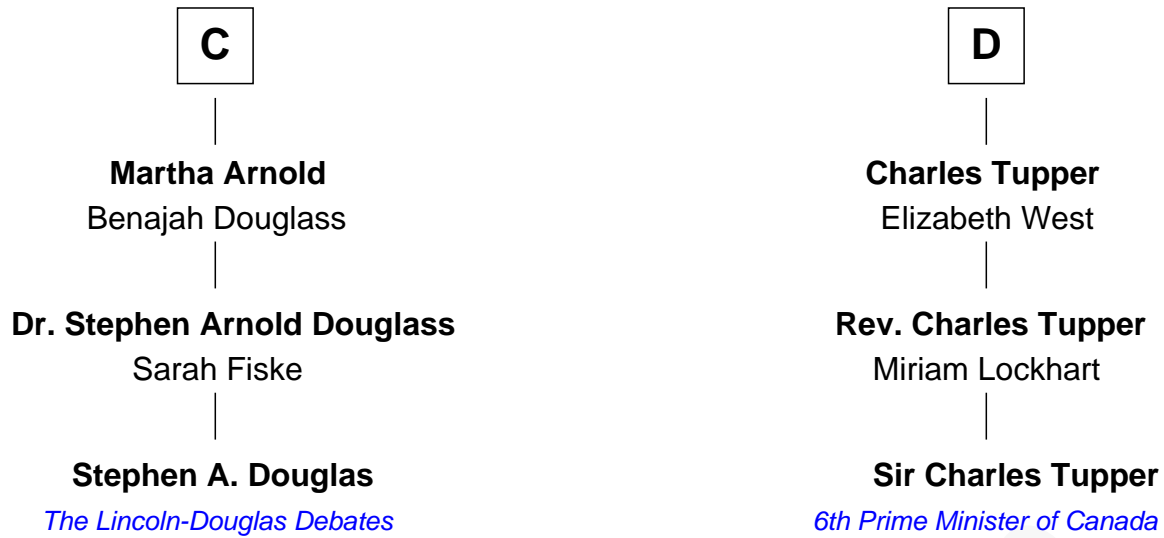 C
Martha Arnold
Benajah Douglass
Dr. Stephen Arnold Douglass
Sarah Fiske
Stephen A. Douglas
The Lincoln-Douglas Debates
D
Charles Tupper
Elizabeth West
Rev. Charles Tupper
Miriam Lockhart
Sir Charles Tupper
6th Prime Minister of Canada